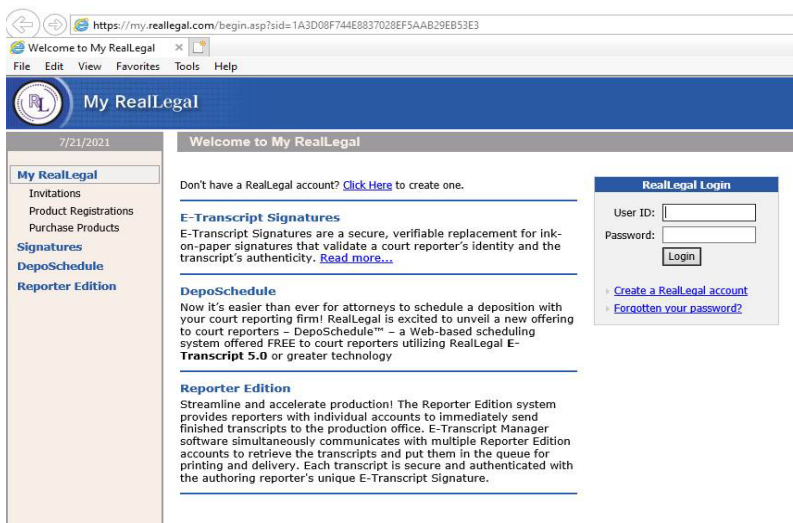 https://my.reallegal.com/begin.asp?sid=1A3D08F744E8837028EF5AAB29EB53E3
Welcome to My RealLegal
File Edit View Favorites Tools Help
RL My RealLegal
7/21/2021
Welcome to My RealLegal
My RealLegal
Invitations
Product Registrations
Purchase Products
Signatures
DepoSchedule
Reporter Edition
Don't have a RealLegal account? Click Here to create one.
E-Transcript Signatures
E-Transcript Signatures are a secure, verifiable replacement for ink-
on-paper signatures that validate a court reporter's identity and the
transcript's authenticity. Read more...
DepoSchedule
Now it's easier than ever for attorneys to schedule a deposition with
your court reporting firm! RealLegal is excited to unveil a new offering
to court reporters – DepoSchedule™ – a Web-based scheduling
system offered FREE to court reporters utilizing RealLegal E-
Transcript 5.0 or greater technology
Reporter Edition
Streamline and accelerate production! The Reporter Edition system
provides reporters with individual accounts to immediately send
finished transcripts to the production office. E-Transcript Manager
software simultaneously communicates with multiple Reporter Edition
accounts to retrieve the transcripts and put them in the queue for
printing and delivery. Each transcript is secure and authenticated with
the authoring reporter's unique E-Transcript Signature.
RealLegal Login
User ID:
Password:
Login
Create a RealLegal account
Forgotten your password?